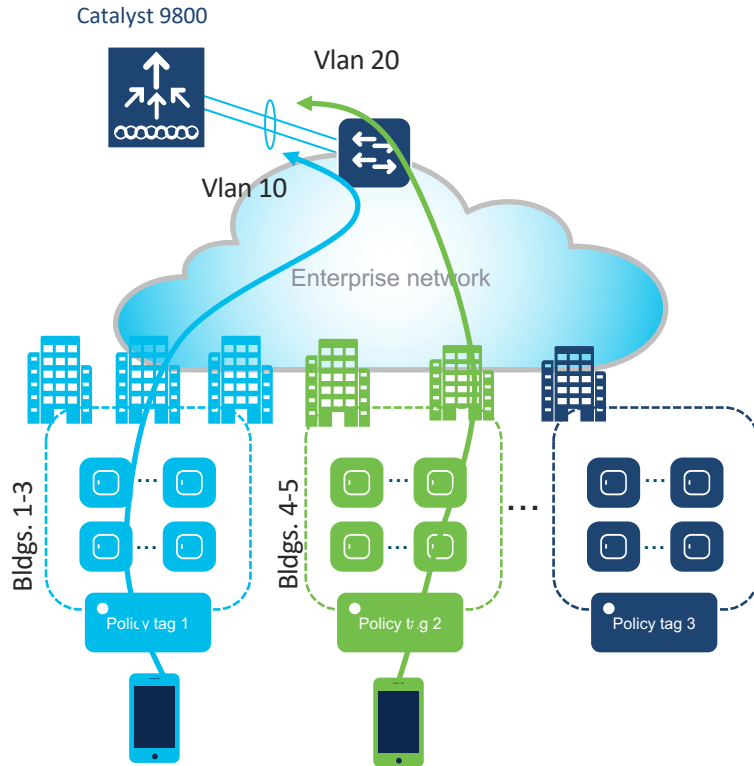 Catalyst 9800
Vlan 20
Vlan 10
Enterprise network
Bldgs. 1-3
Bldgs. 4-5
...
...
...
...
...
...
...
Policy tag 1
Policy tag 2
Policy tag 3